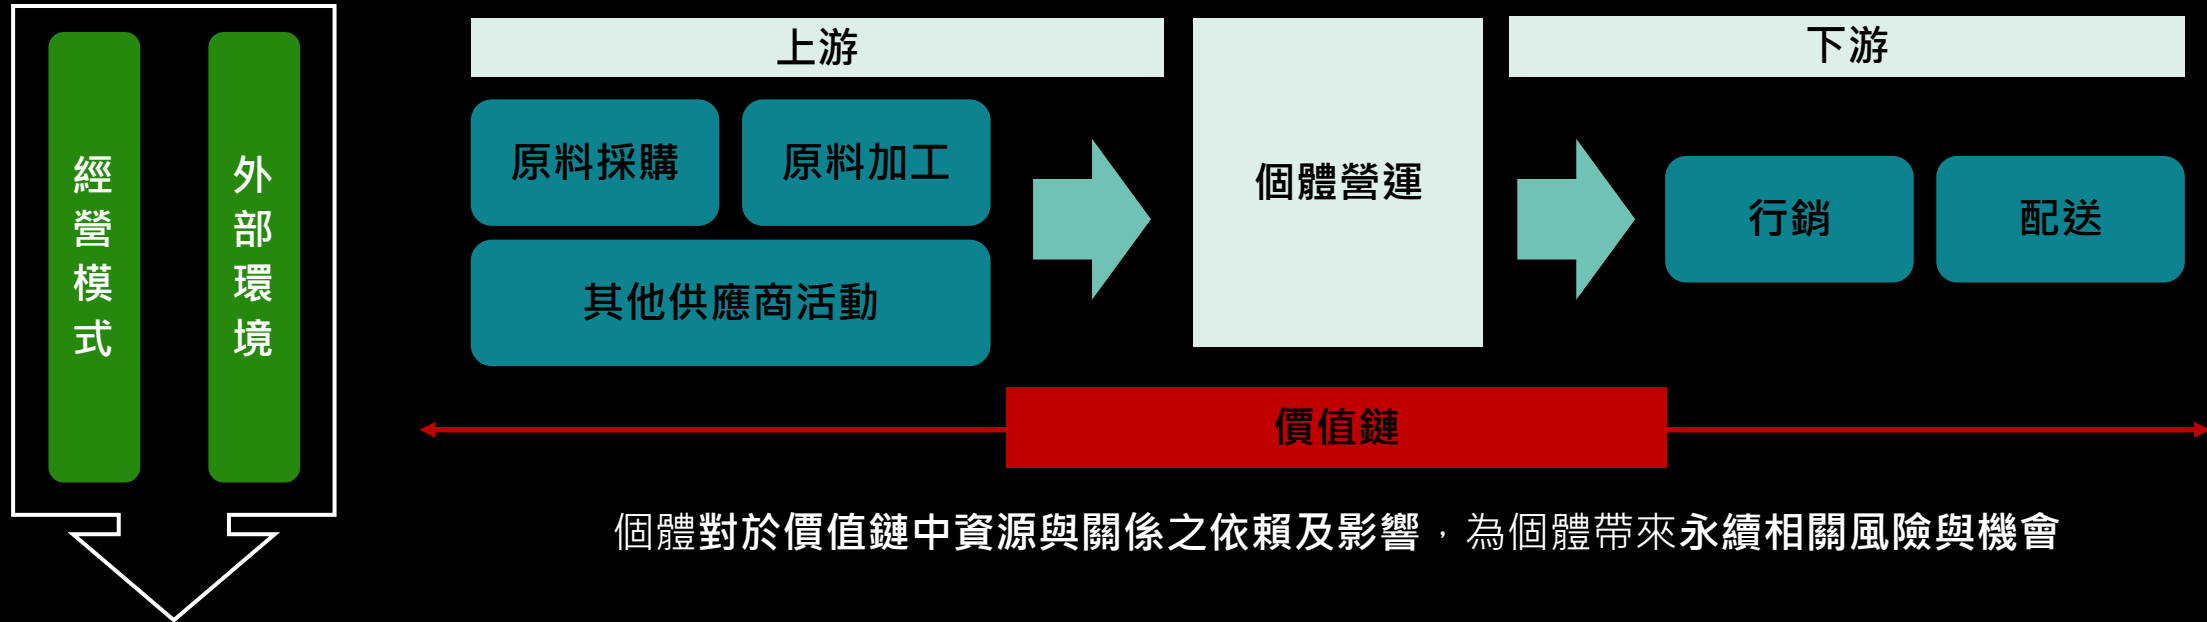 經營模式
外部環境
上游
原料採購
原料加工
其他供應商活動
個體營運
下游
行銷
配送
價值鏈
個體對於價值鏈中資源與關係之依賴及影響，為個體帶來永續相關風險與機會